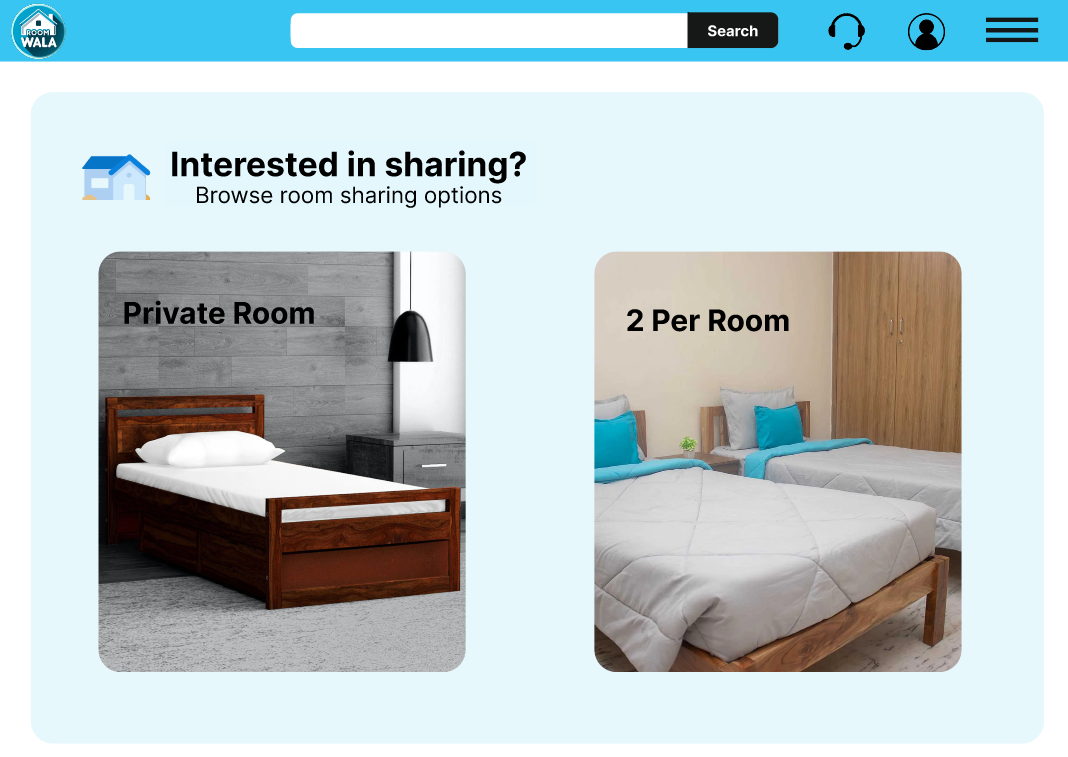 ROOM
WALA
Search
Interested in sharing?
Browse room sharing options
Private Room
2 Per Room